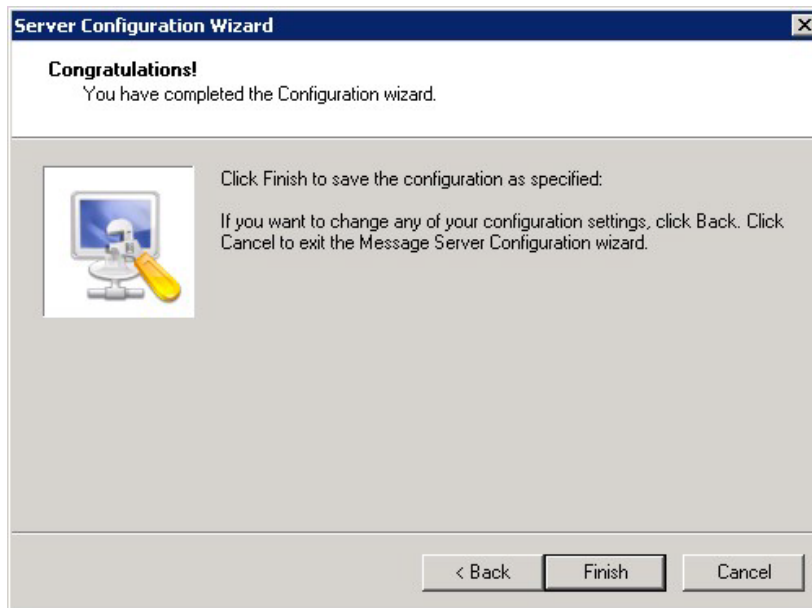 Server Configuration Wizard
Congratulations!
You have completed the Configuration wizard.
Click Finish to save the configuration as specified:
If you want to change any of your configuration settings, click Back. Click
Cancel to exit the Message Server Configuration wizard.
< Back
Finish
Cancel